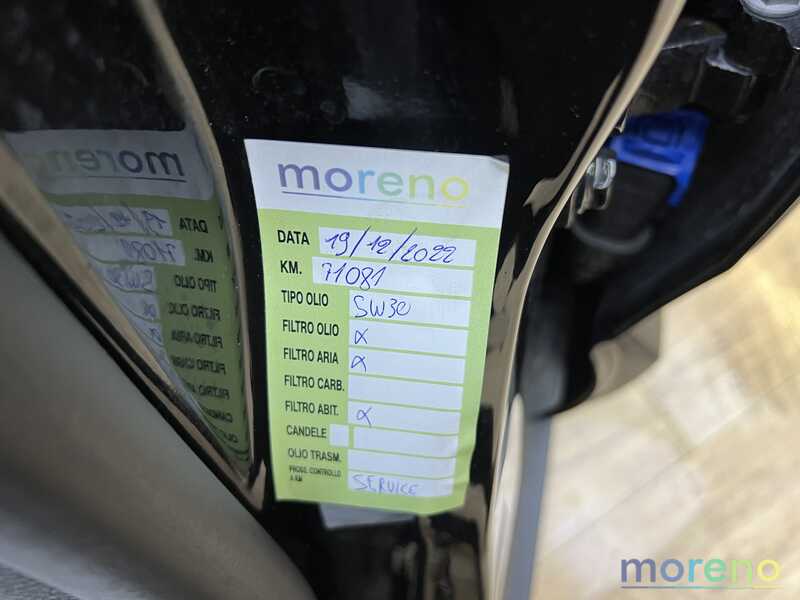 moreno
DATA 19/12/2022
KM. 71081
TIPO OLIO 5W30
FILTRO OLIO x
FILTRO ARIA x
FILTRO CARB.
FILTRO ABIT. x
CANDELE
OLIO TRASM.
PROSS. CONTROLLO
A KM SERVICE
moreno